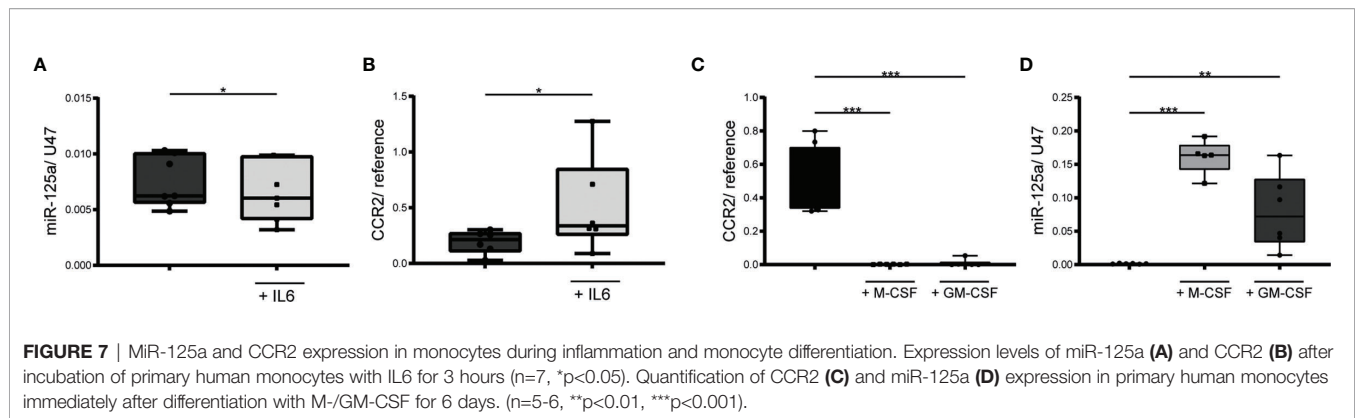 A
0.015
0.010
0.005
0.000
miR-125a/ U47
*
+ IL6
B
1.5
1.0
0.5
0.0
CCR2/ reference
*
+ IL6
C
1.0
0.8
0.6
0.4
0.2
0.0
CCR2/ reference
***
***
+ M-CSF
+ GM-CSF
D
0.25
0.20
0.15
0.10
0.05
0.00
miR-125a/ U47
**
***
+ M-CSF
+ GM-CSF
FIGURE 7 | MiR-125a and CCR2 expression in monocytes during inflammation and monocyte differentiation. Expression levels of miR-125a (A) and CCR2 (B) after
incubation of primary human monocytes with IL6 for 3 hours (n=7, *p<0.05). Quantification of CCR2 (C) and miR-125a (D) expression in primary human monocytes
immediately after differentiation with M-/GM-CSF for 6 days. (n=5-6, **p<0.01, ***p<0.001).